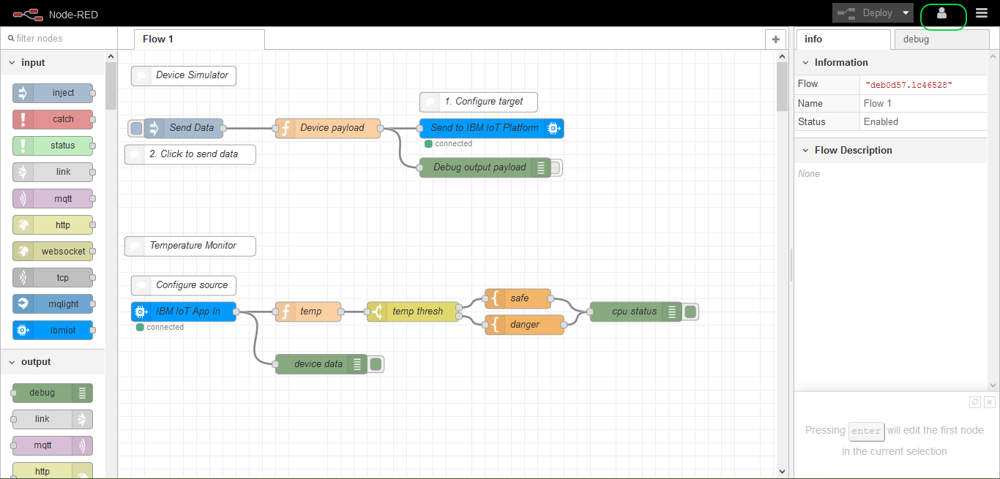 Node-RED
Deploy
filter nodes
Flow 1
info
debug
input
inject
catch
status
link
mqtt
http
websocket
tcp
mqlight
ibmiot
output
debug
link
mqtt
http
Device Simulator
1. Configure target
Send Data
Device payload
Send to IBM IoT Platform
connected
2. Click to send data
Debug output payload
Temperature Monitor
Configure source
IBM IoT App In
connected
temp
temp thresh
safe
danger
cpu status
device data
Information
Flow "deb0d57.1c46528"
Name Flow 1
Status Enabled
Flow Description
None
Pressing enter will edit the first node
in the current selection